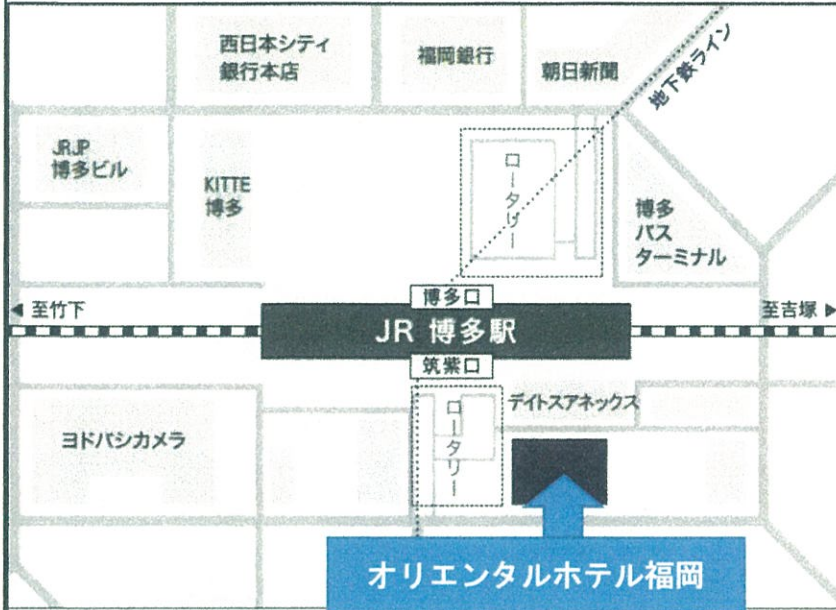 西日本シティ
銀行本店
福岡銀行
朝日新聞
地下鉄ライン
JRJP
博多ビル
KITTE
博多
ロータリー
博多
バス
ターミナル
◀ 至竹下
博多口
至吉塚 ▶
JR 博多駅
筑紫口
ヨドバシカメラ
ロータリー
デイトスアネックス
オリエンタルホテル福岡